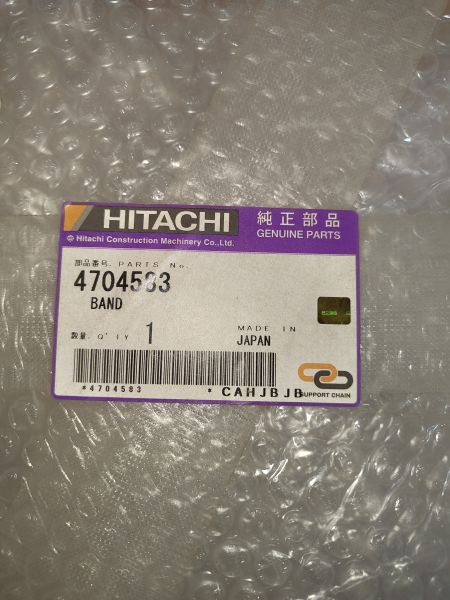 HITACHI
純正部品
GENUINE PARTS
© Hitachi Construction Machinery Co.,Ltd.
部品番号. PARTS No.
4704583
BAND
数量. Q'TY 1
MADE IN
JAPAN
*4704583 * CAHJBJB
SUPPORT CHAIN